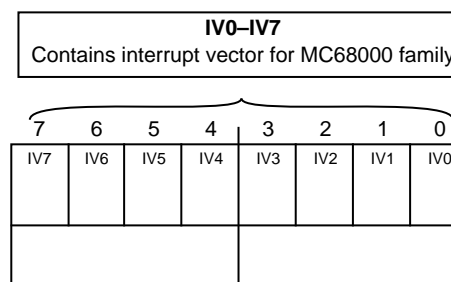 IV0–IV7
Contains interrupt vector for MC68000 family
7 6 5 4 3 2 1 0
IV7 IV6 IV5 IV4 IV3 IV2 IV1 IV0